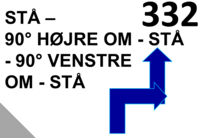 STÅ – 332
90° HØJRE OM - STÅ
- 90° VENSTRE
OM - STÅ